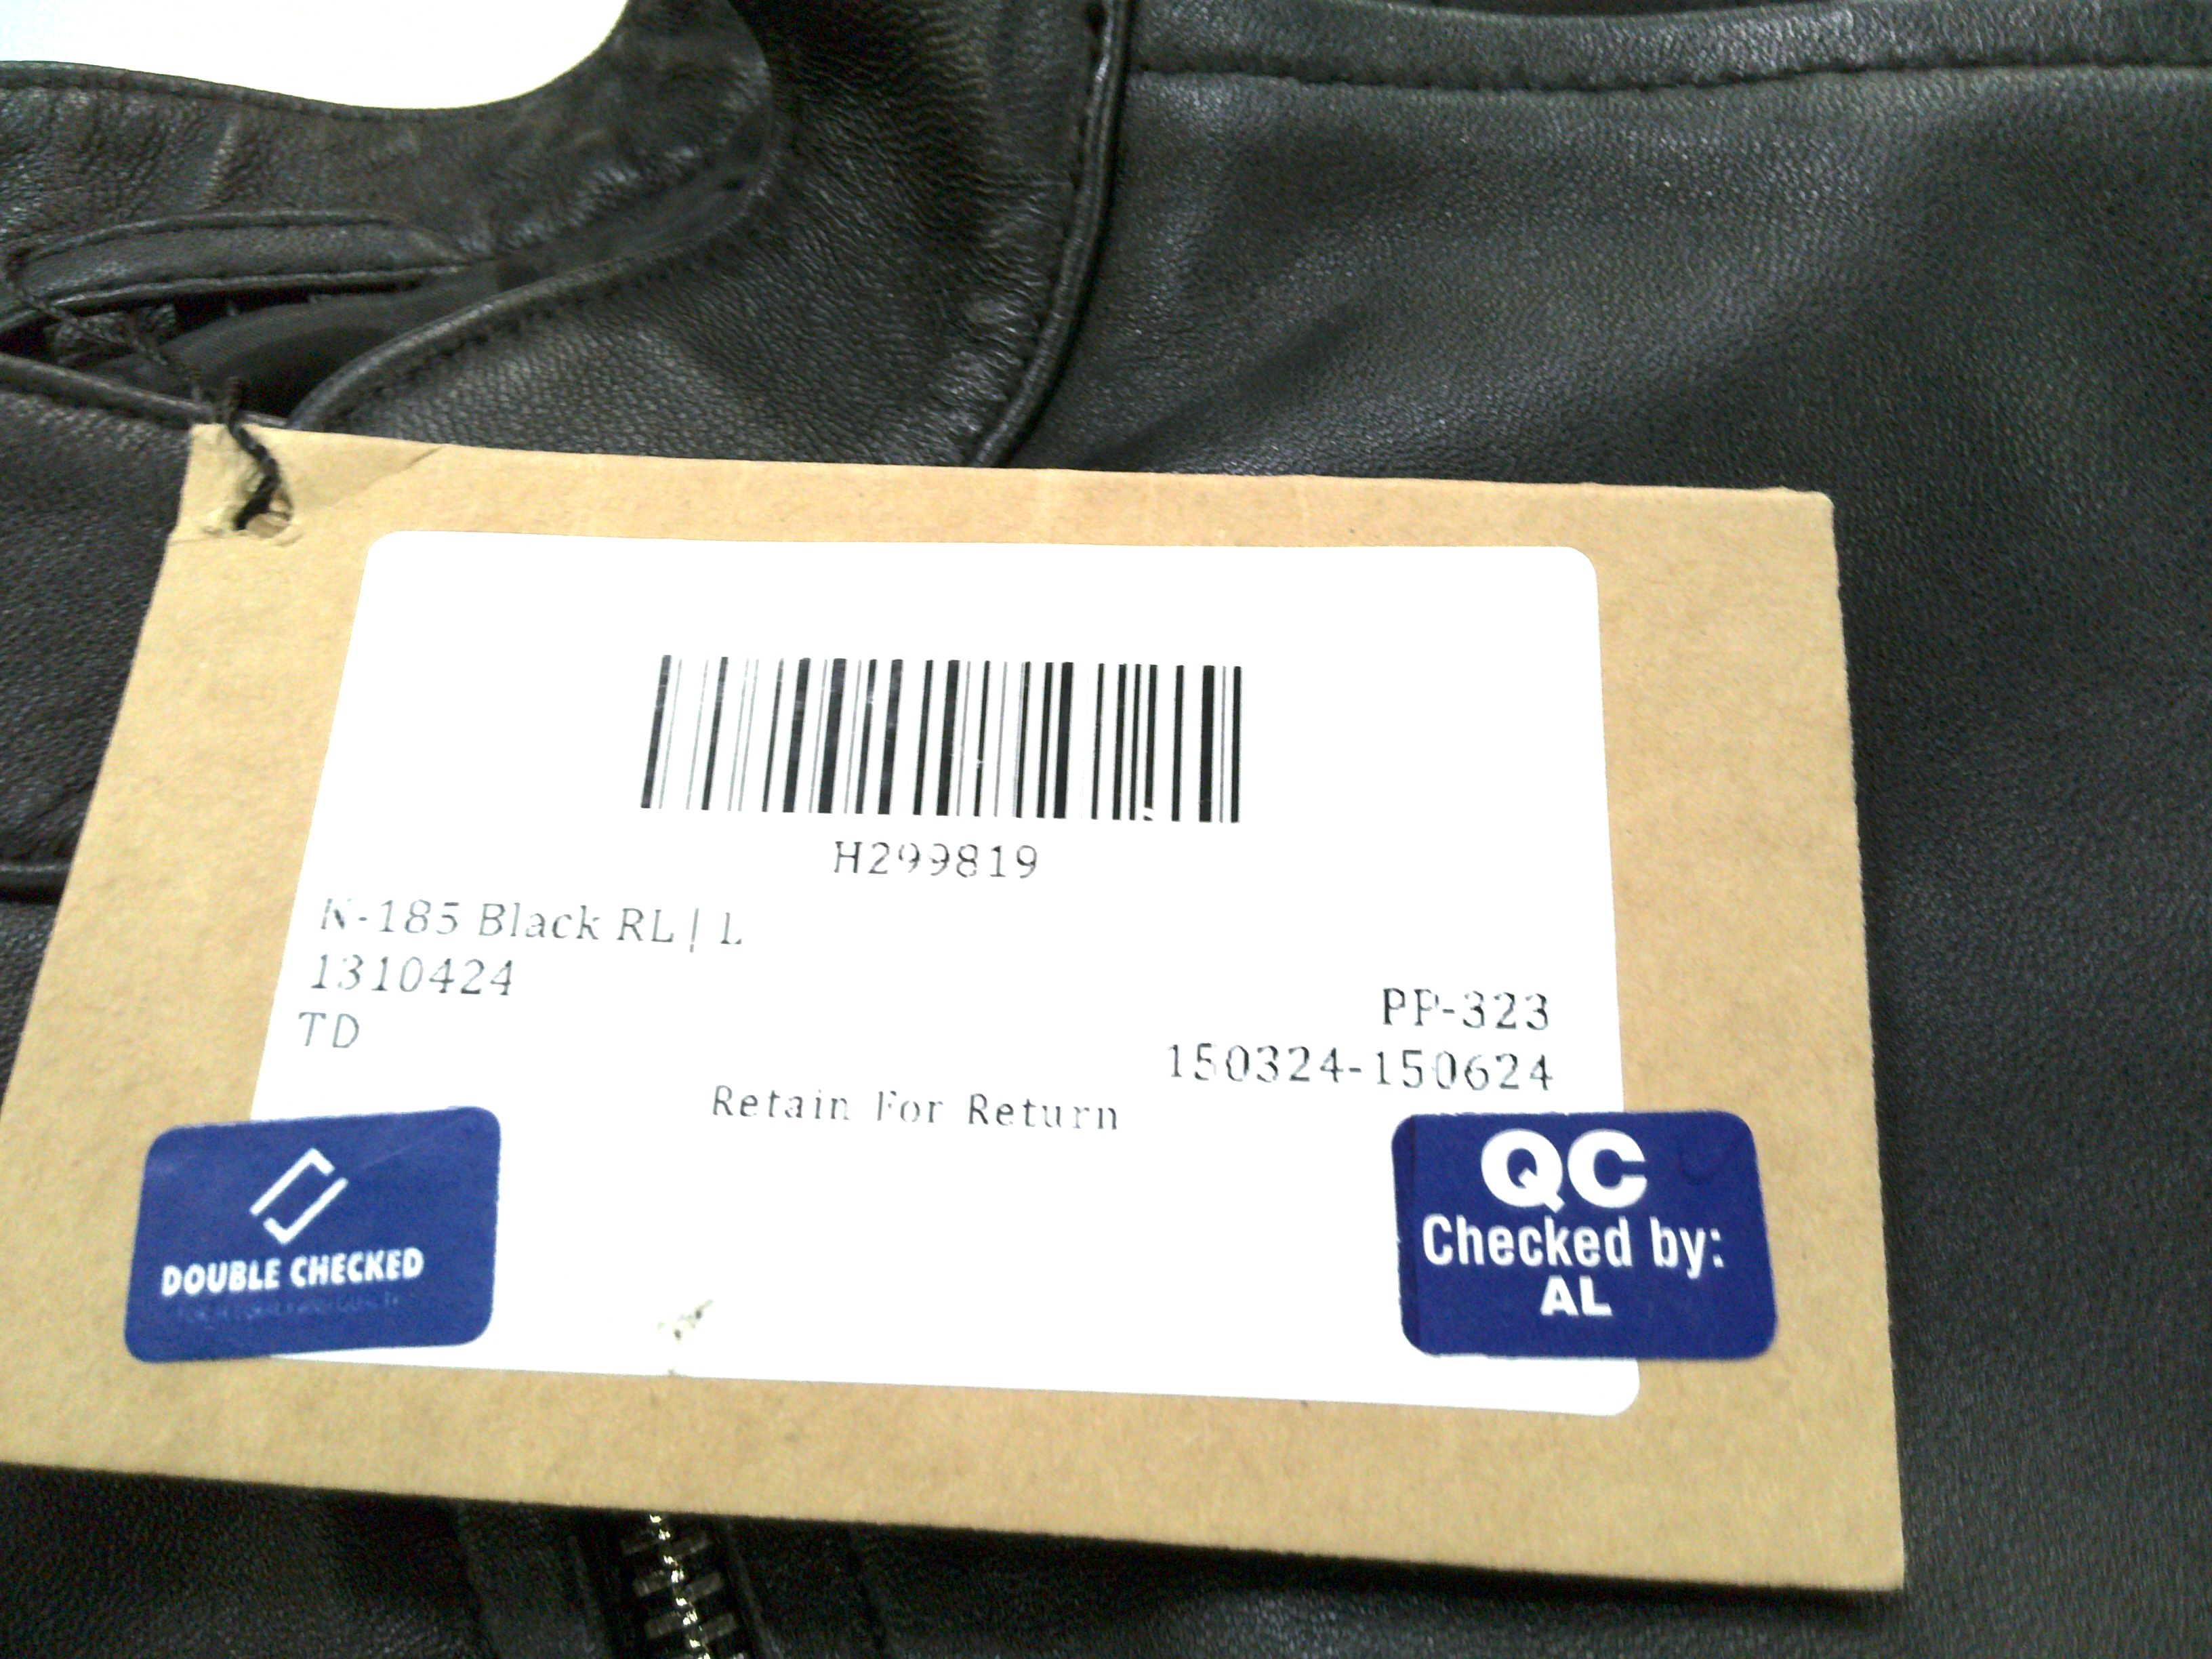 H299819
N-185 Black RL| L
1310424
TD
PP-323
150324-150624
Retain For Return
DOUBLE CHECKED
QC
Checked by:
AL